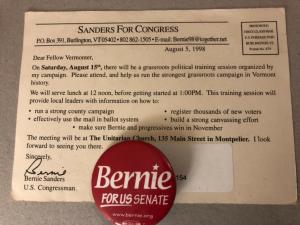 SANDERS FOR CONGRESS
P.O. Box 391, Burlington, VT 05402 • 802 862-1505 • E-mail: Bernie98@together.net
August 5, 1998
Dear Fellow Vermonter,
On Saturday, August 15th, there will be a grassroots political training session organized by
my campaign. Please attend, and help us run the strongest grassroots campaign in Vermont
history.
We will serve lunch at 12 noon, before getting started at 1:00PM. This training session will
provide local leaders with information on how to:
• run a strong county campaign
• register thousands of new voters
• effectively use the mail in ballot system
• build a strong canvassing effort
• make sure Bernie and progressives win in November
The meeting will be at The Unitarian Church, 135 Main Street in Montpelier. I look
forward to seeing you there.
Sincerely,
Bernie
Bernie Sanders
U.S. Congressman
154
Bernie
FOR US SENATE
www.bernie.org